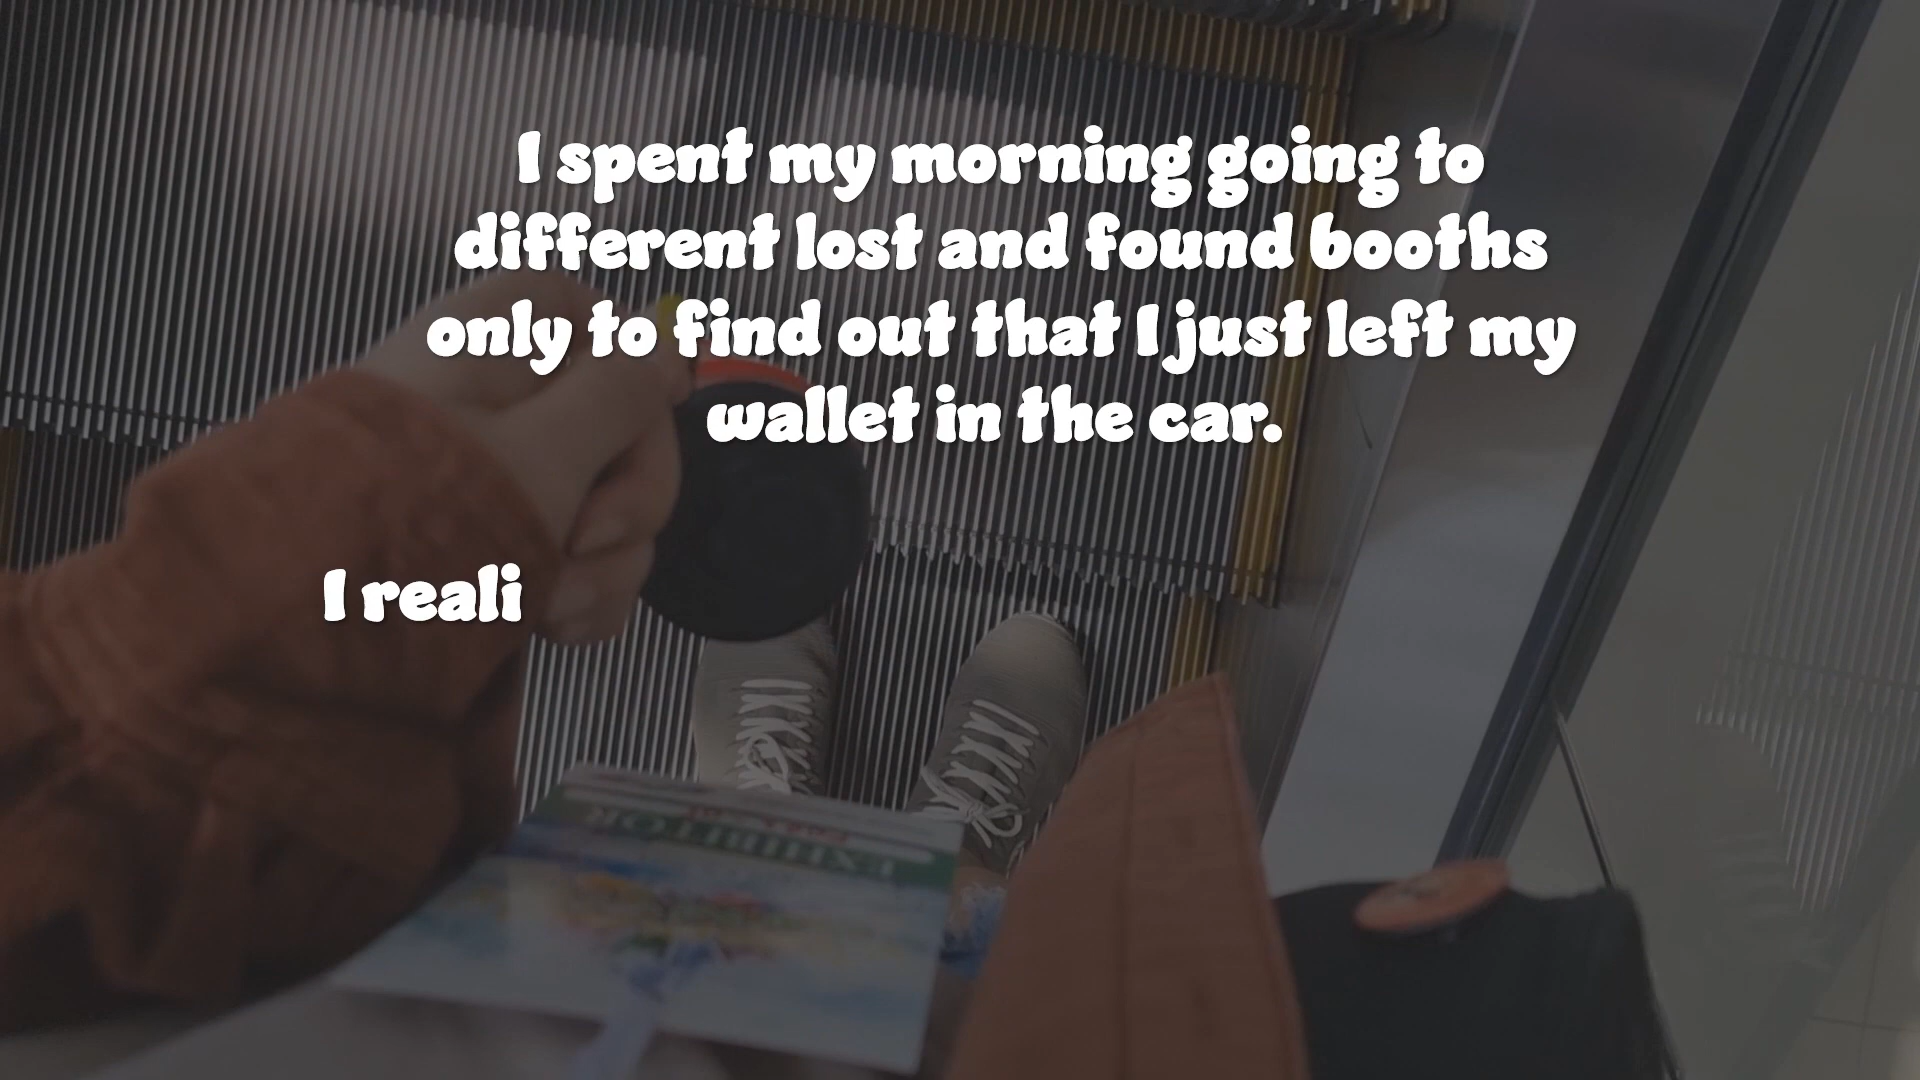 I spent my morning going to
different lost and found booths
only to find out that I just left my
wallet in the car.
I reali
EXHIBITOR